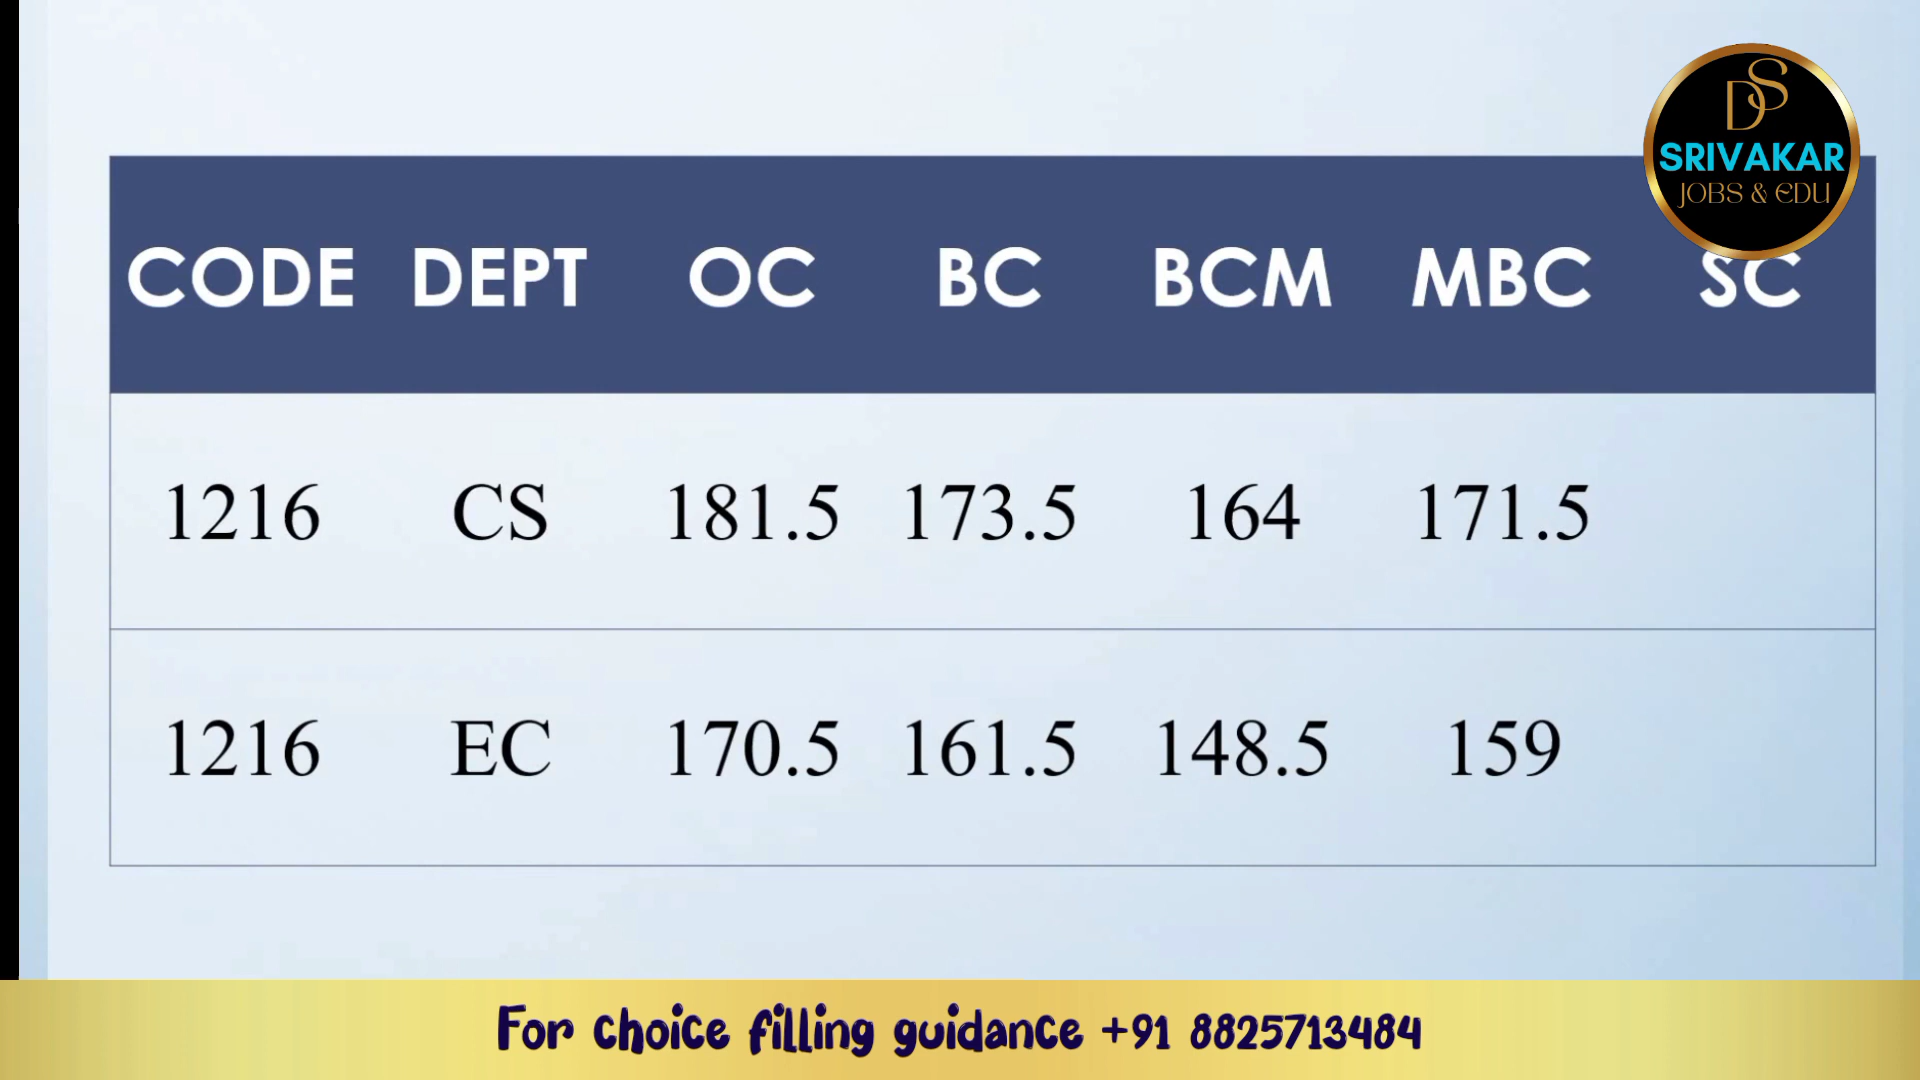 DS
SRIVAKAR
JOBS & EDU
CODE DEPT OC BC BCM MBC SC
1216 CS 181.5 173.5 164 171.5
1216 EC 170.5 161.5 148.5 159
For choice filling guidance +91 8825713484